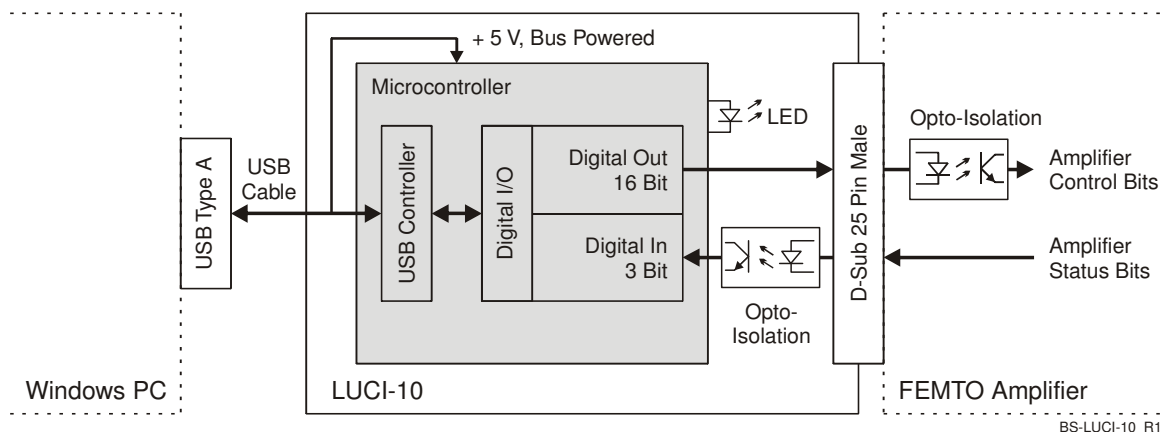 + 5 V, Bus Powered
Microcontroller
LED
Opto-Isolation
USB Type A
USB
Cable
USB Controller
Digital I/O
Digital Out
16 Bit
Digital In
3 Bit
Opto-
Isolation
D-Sub 25 Pin Male
Amplifier
Control Bits
Amplifier
Status Bits
Windows PC
LUCI-10
FEMTO Amplifier
BS-LUCI-10_R1